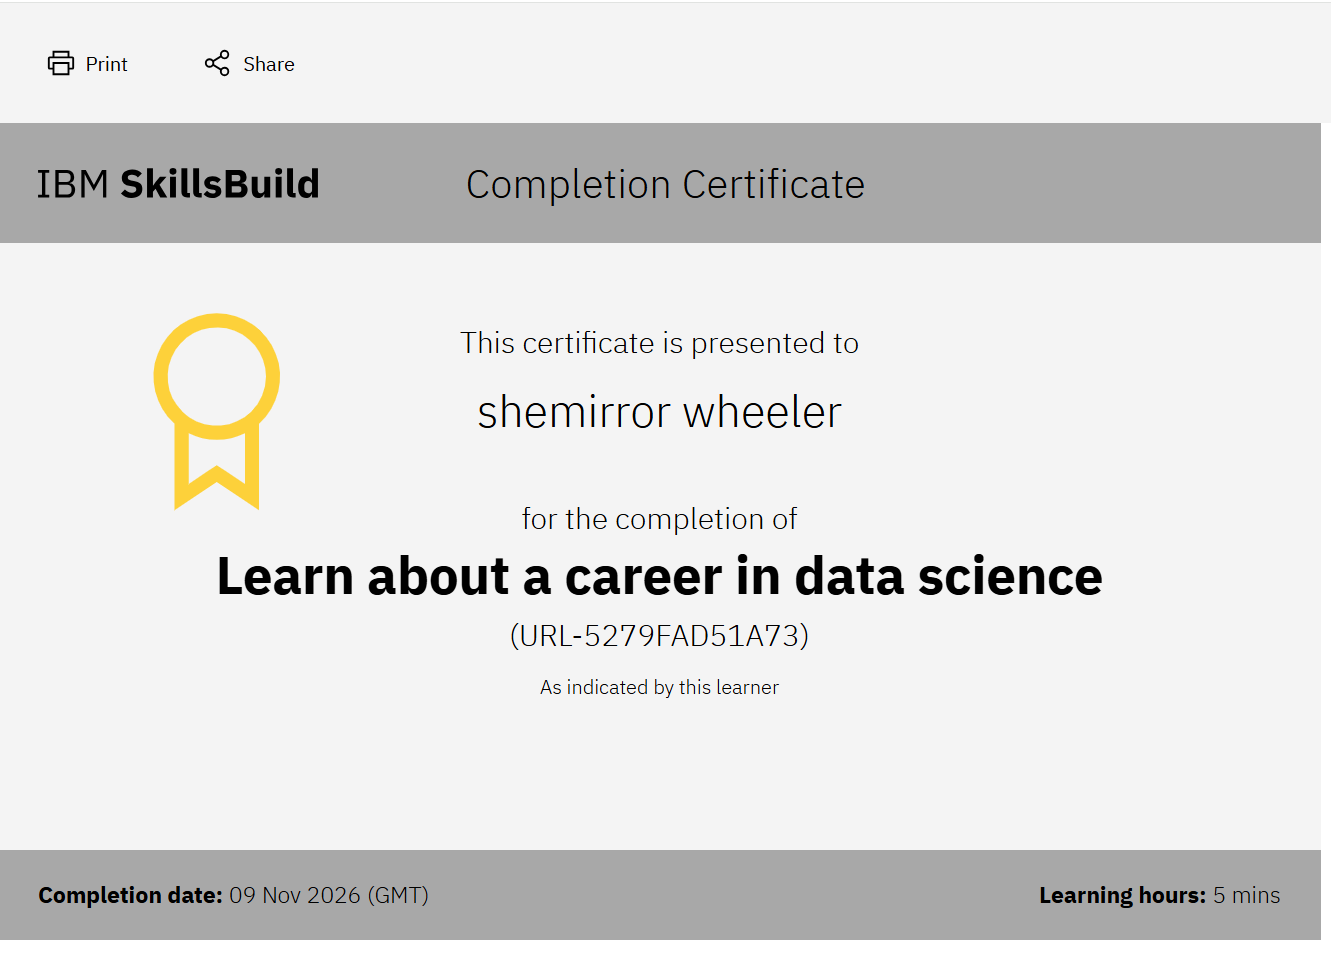 Print Share
IBM SkillsBuild Completion Certificate
This certificate is presented to
shemirror wheeler
for the completion of
Learn about a career in data science
(URL-5279FAD51A73)
As indicated by this learner
Completion date: 09 Nov 2026 (GMT) Learning hours: 5 mins